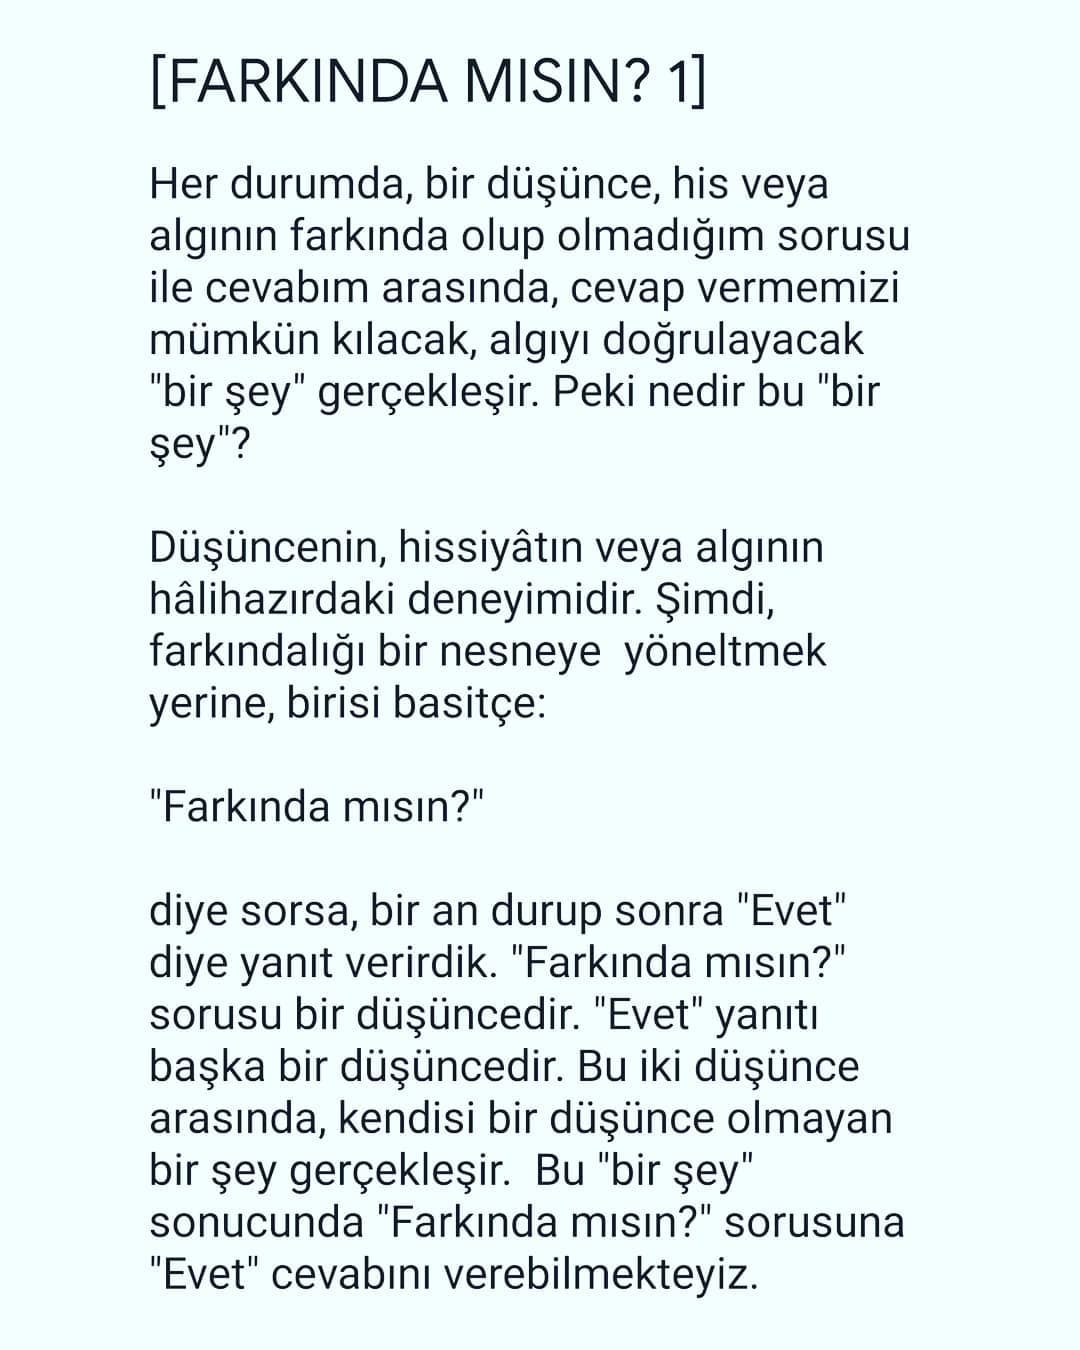 [FARKINDA MISIN? 1]
Her durumda, bir düşünce, his veya
algının farkında olup olmadığım sorusu
ile cevabım arasında, cevap vermemizi
mümkün kılacak, algıyı doğrulayacak
"bir şey" gerçekleşir. Peki nedir bu "bir
şey"?
Düşüncenin, hissiyâtın veya algının
hâlihazırdaki deneyimidir. Şimdi,
farkındalığı bir nesneye  yöneltmek
yerine, birisi basitçe:
"Farkında mısın?"
diye sorsa, bir an durup sonra "Evet"
diye yanıt verirdik. "Farkında mısın?"
sorusu bir düşüncedir. "Evet" yanıtı
başka bir düşüncedir. Bu iki düşünce
arasında, kendisi bir düşünce olmayan
bir şey gerçekleşir.  Bu "bir şey"
sonucunda "Farkında mısın?" sorusuna
"Evet" cevabını verebilmekteyiz.